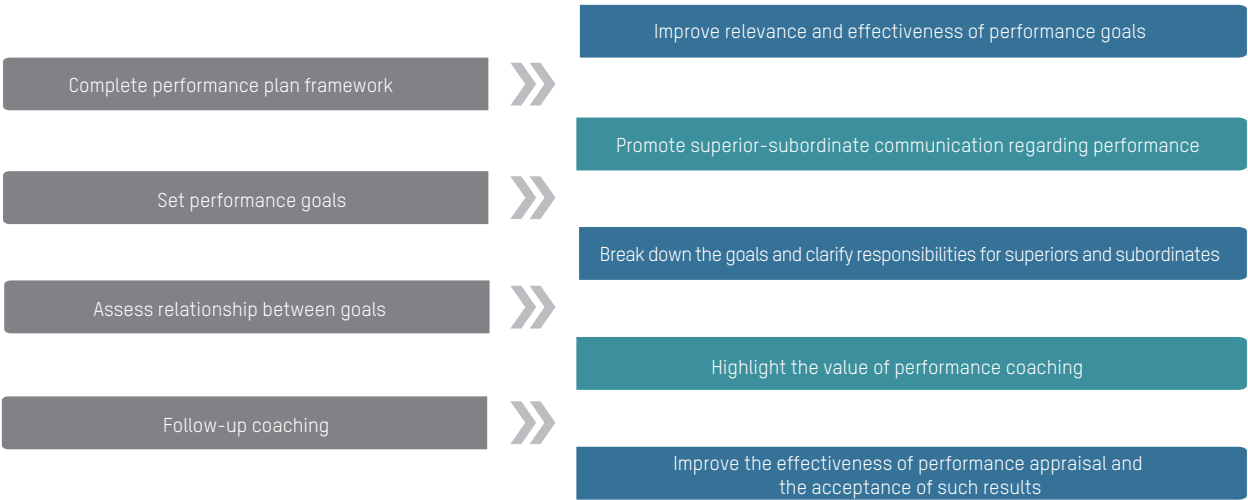 Complete performance plan framework
Set performance goals
Assess relationship between goals
Follow-up coaching
Improve relevance and effectiveness of performance goals
Promote superior-subordinate communication regarding performance
Break down the goals and clarify responsibilities for superiors and subordinates
Highlight the value of performance coaching
Improve the effectiveness of performance appraisal and
the acceptance of such results